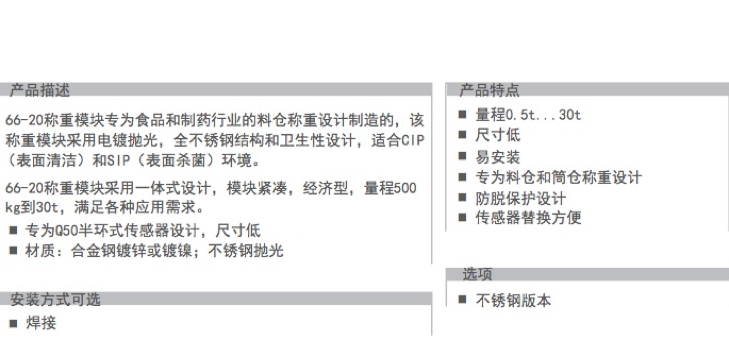 产品描述
66-20称重模块专为食品和制药行业的料仓称重设计制造的，该
称重模块采用电镀抛光，全不锈钢结构和卫生性设计，适合CIP
（表面清洁）和SIP（表面杀菌）环境。
66-20称重模块采用一体式设计，模块紧凑，经济型，量程500
kg到30t，满足各种应用需求。
■ 专为Q50半环式传感器设计，尺寸低
■ 材质：合金钢镀锌或镀镍；不锈钢抛光
安装方式可选
■ 焊接
产品特点
■ 量程0.5t...30t
■ 尺寸低
■ 易安装
■ 专为料仓和筒仓称重设计
■ 防脱保护设计
■ 传感器替换方便
选项
■ 不锈钢版本